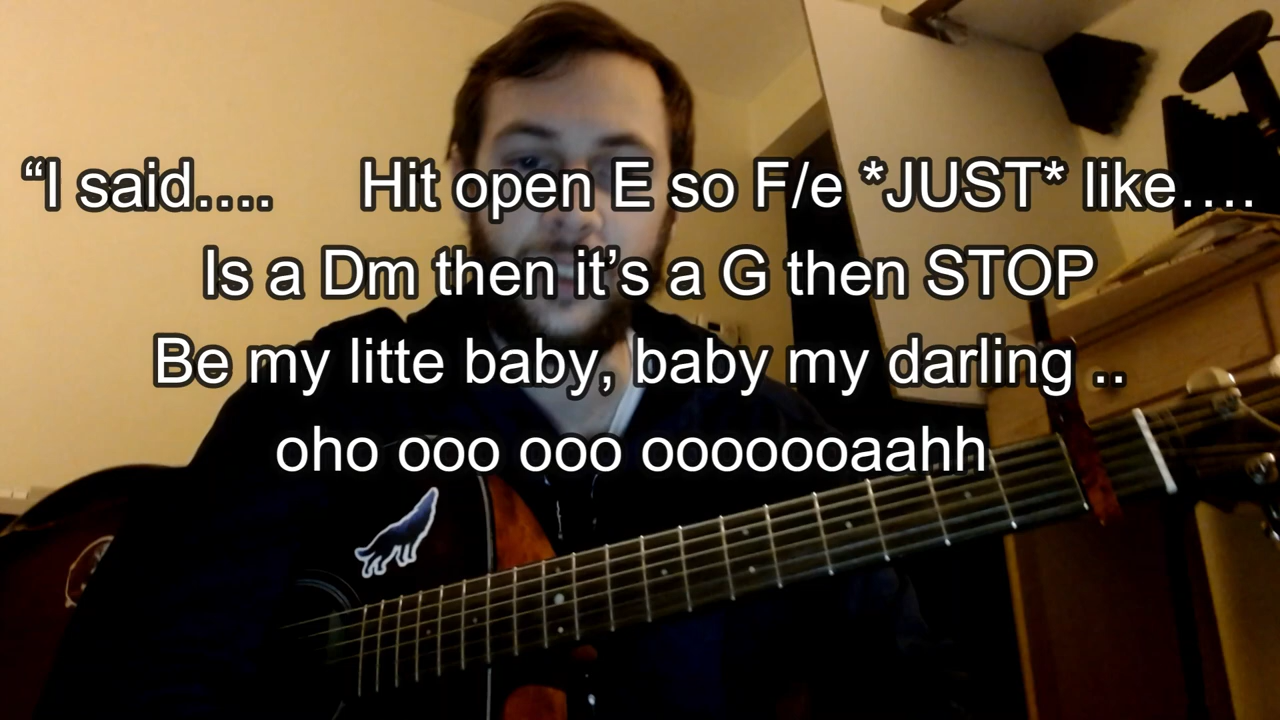 “I said.... Hit open E so F/e *JUST* like....
Is a Dm then it’s a G then STOP
Be my litte baby, baby my darling ..
oho ooo ooo ooooooaahh